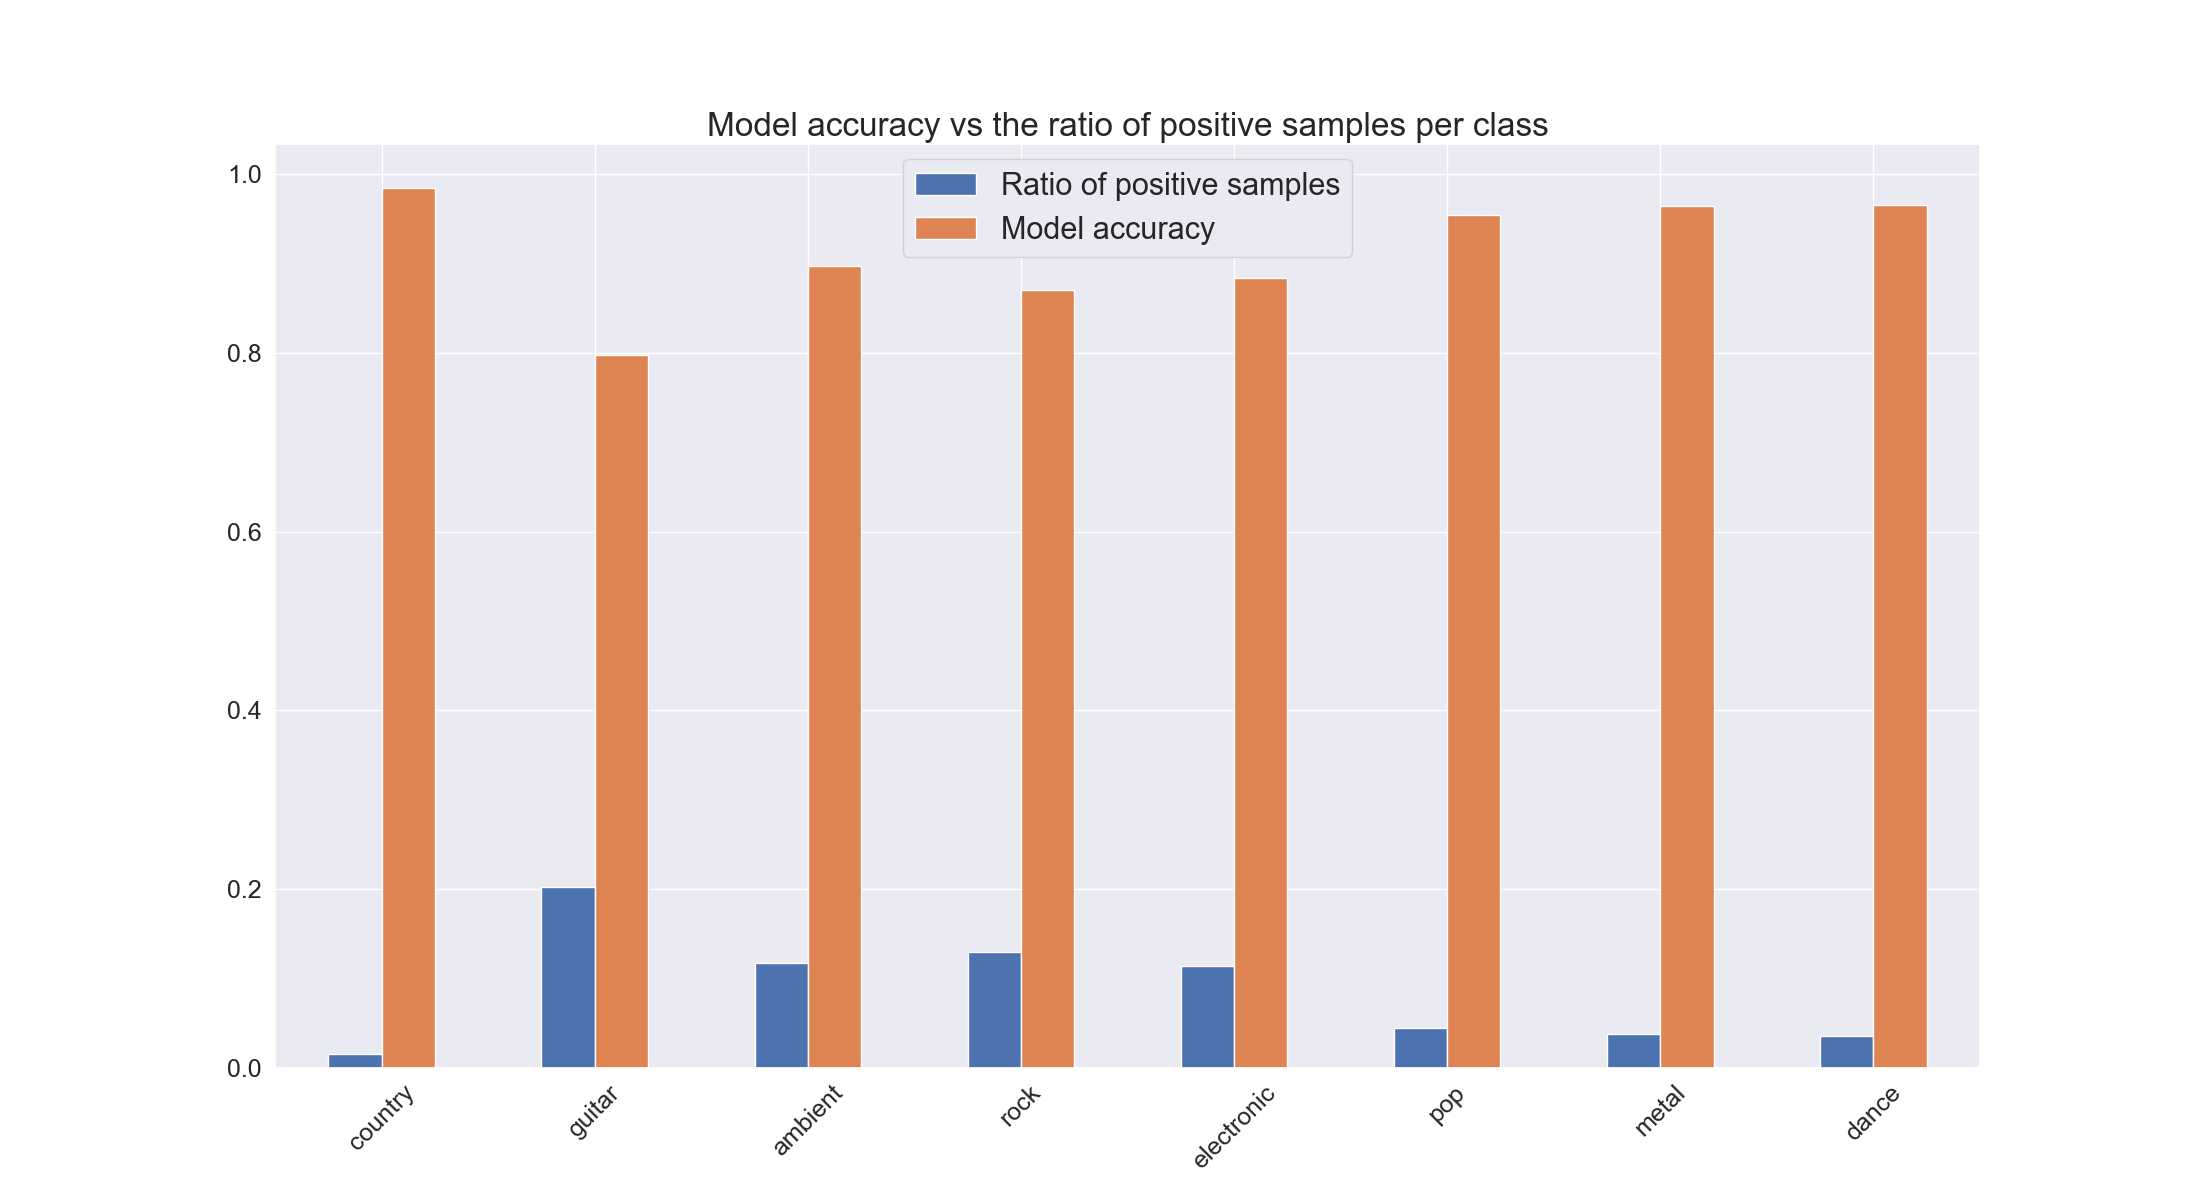 Model accuracy vs the ratio of positive samples per class
Ratio of positive samples
Model accuracy
1.0
0.8
0.6
0.4
0.2
0.0
country
guitar
ambient
rock
electronic
pop
metal
dance